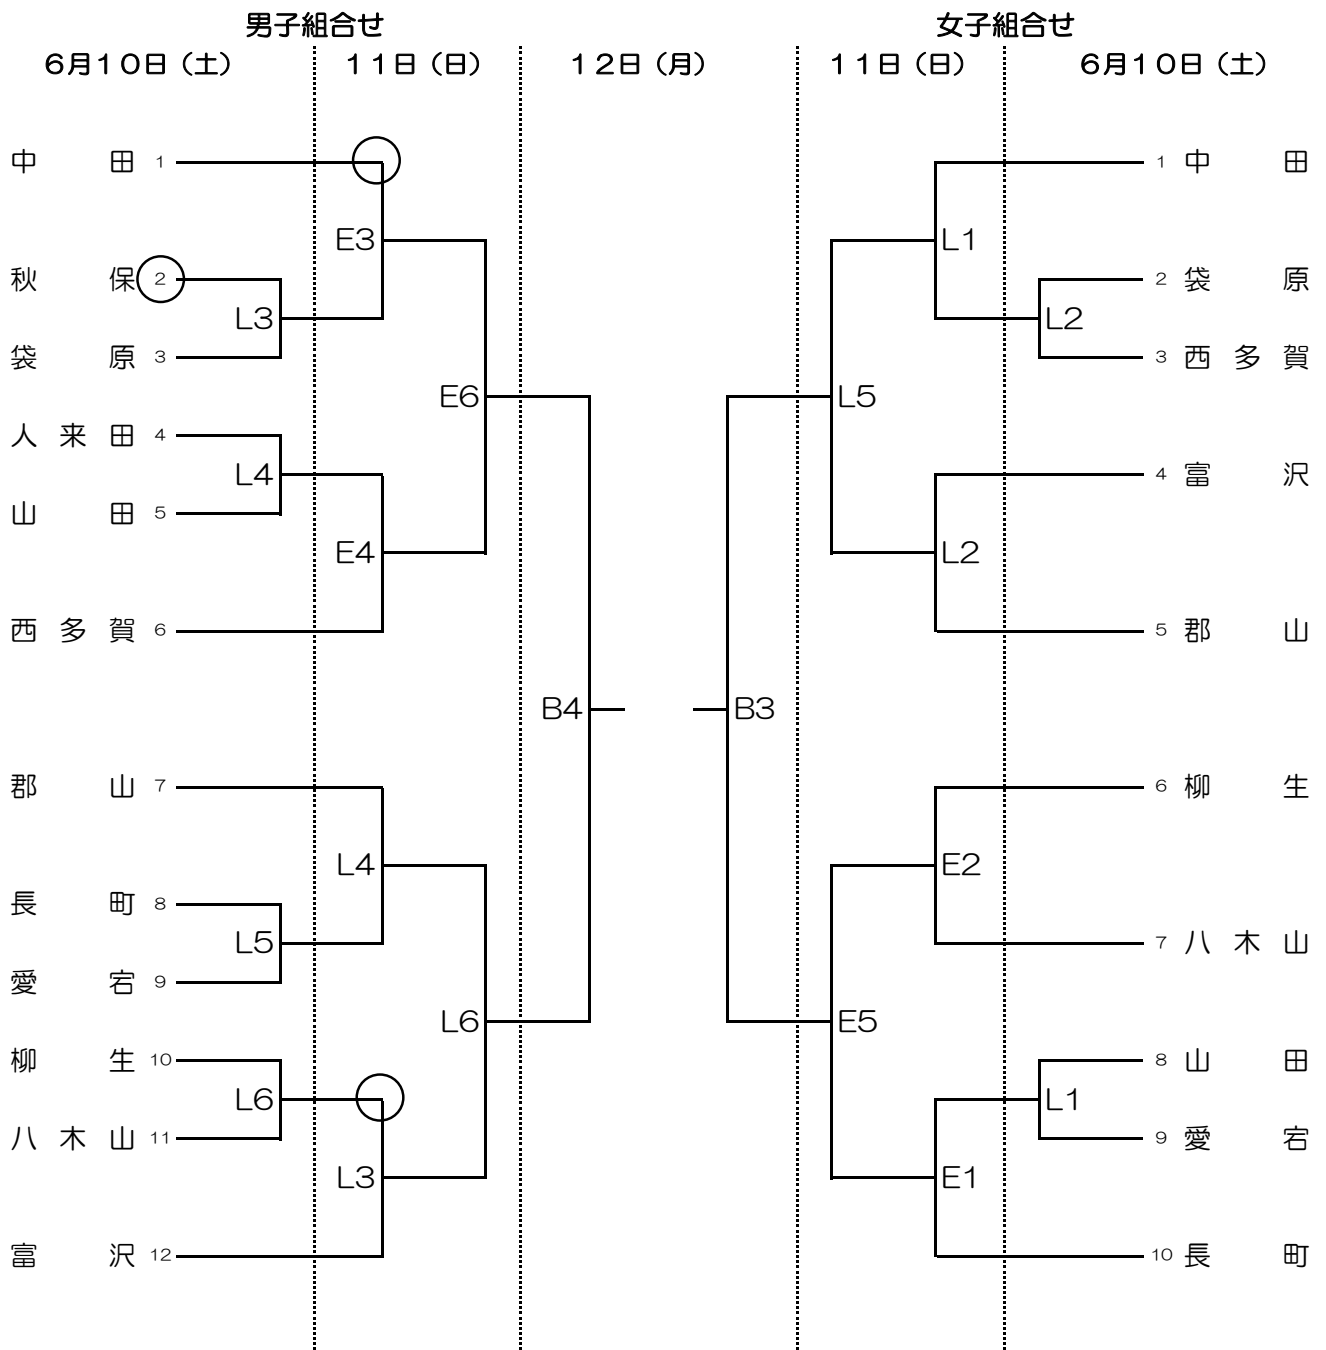 男子組合せ 女子組合せ
6月10日（土） 11日（日） 12日（月） 11日（日） 6月10日（土）
中田 1 1 中田
E3 L1
秋保 2 2 袋原
L3 L2
袋原 3 3 西多賀
E6 L5
人来田 4
L4 4 富沢
山田 5
E4 L2
西多賀 6 5 郡山
B4 B3
郡山 7 6 柳生
L4 E2
長町 8
L5 7 八木山
愛宕 9
L6 E5
柳生 10 8 山田
L6 L1
八木山 11 9 愛宕
L3 E1
富沢 12 10 長町